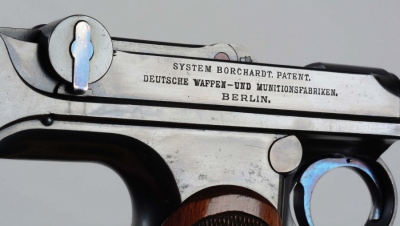 SYSTEM BORCHARDT. PATENT.
DEUTSCHE WAFFEN-UND MUNITIONSFABRIKEN.
BERLIN.